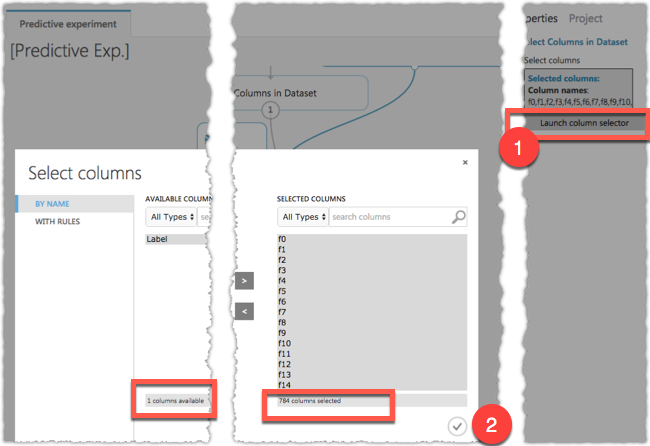 Predictive experiment
[Predictive Exp.]
Columns in Dataset
1
perties Project
elect Columns in Dataset
Select columns
Selected columns:
Column names:
f0,f1,f2,f3,f4,f5,f6,f7,f8,f9,f10,
Launch column selector
1
Select columns
×
BY NAME
WITH RULES
AVAILABLE COLUM
All Types
sea
Label
1 columns available
>
<
SELECTED COLUMNS
All Types
search columns
f0
f1
f2
f3
f4
f5
f6
f7
f8
f9
f10
f11
f12
f13
f14
784 columns selected
2